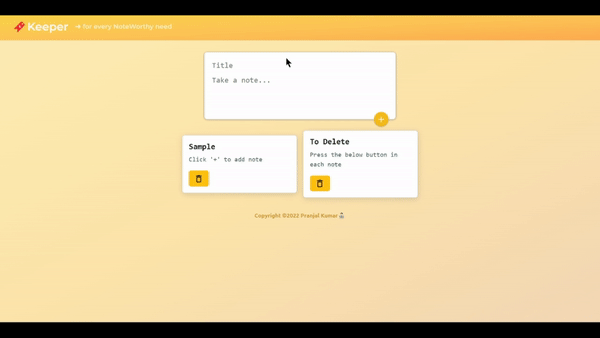 Keeper
➔ for every NoteWorthy need
Title
Take a note...
+
Sample
Click '+' to add note
To Delete
Press the below button in
each note
Copyright ©2022 Pranjal Kumar